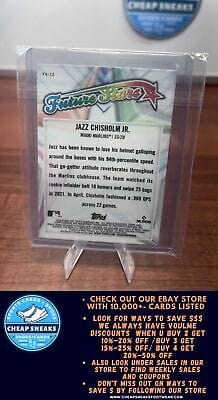 FS-13
Future Stars
JAZZ CHISHOLM JR.
MIAMI MARLINS | SS/2B
Jazz has been known to lose his helmet galloping
around the bases with his 94th-percentile speed.
That go-getter attitude reverberates throughout
the Marlins clubhouse. The team watched its
rookie infielder belt 18 homers and swipe 23 bags
in 2021. In April, Chisholm fashioned a .969 OPS
across 22 games.
Topps
CHEAP SNEAKS
• CHECK OUT OUR EBAY STORE
WITH 10,000+- CARDS LISTED
• LOOK FOR WAYS TO SAVE $$$
WE ALWAYS HAVE VOULME
DISCOUNTS WHEN U BUY 2 GET
10%-20% OFF / BUY 3 GET
15%-25% OFF/ BUY 4 GET
20%-50% OFF
• ALSO LOOK UNDER SALES IN OUR
STORE TO FIND WEEKLY SALES
AND COUPONS
• DON'T MISS OUT ON WAYS TO
SAVE $ BY FOLLOWING OUR STORE
CHEAP SNEAKS
WWW.CHEAPSNEAKSFOOTWEAR.COM